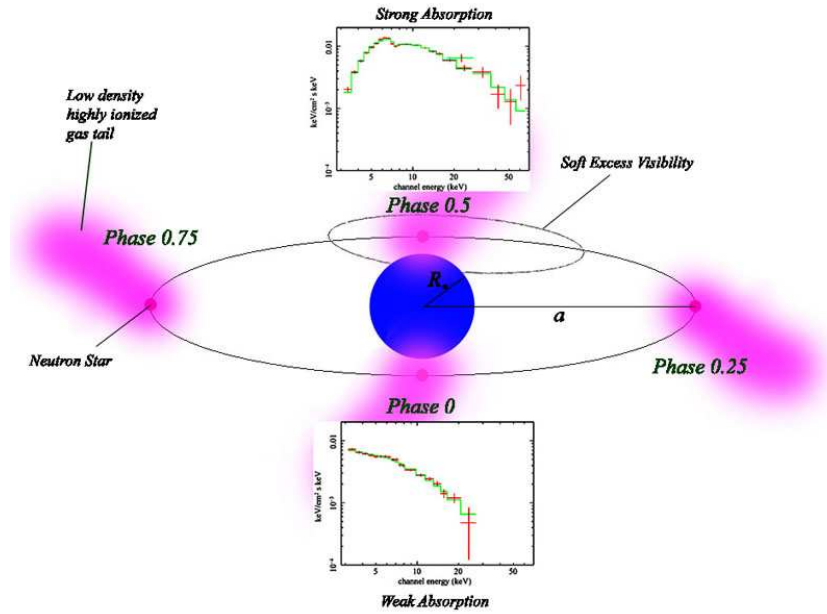 Strong Absorption
0.01
10⁻³
10⁻⁴
keV/cm² s keV
5
10
20
50
channel energy (keV)
Low density
highly ionized
gas tail
Soft Excess Visibility
Phase 0.5
Phase 0.75
R*
a
Neutron Star
Phase 0.25
Phase 0
0.01
10⁻³
10⁻⁴
keV/cm² s keV
5
10
20
50
channel energy (keV)
Weak Absorption